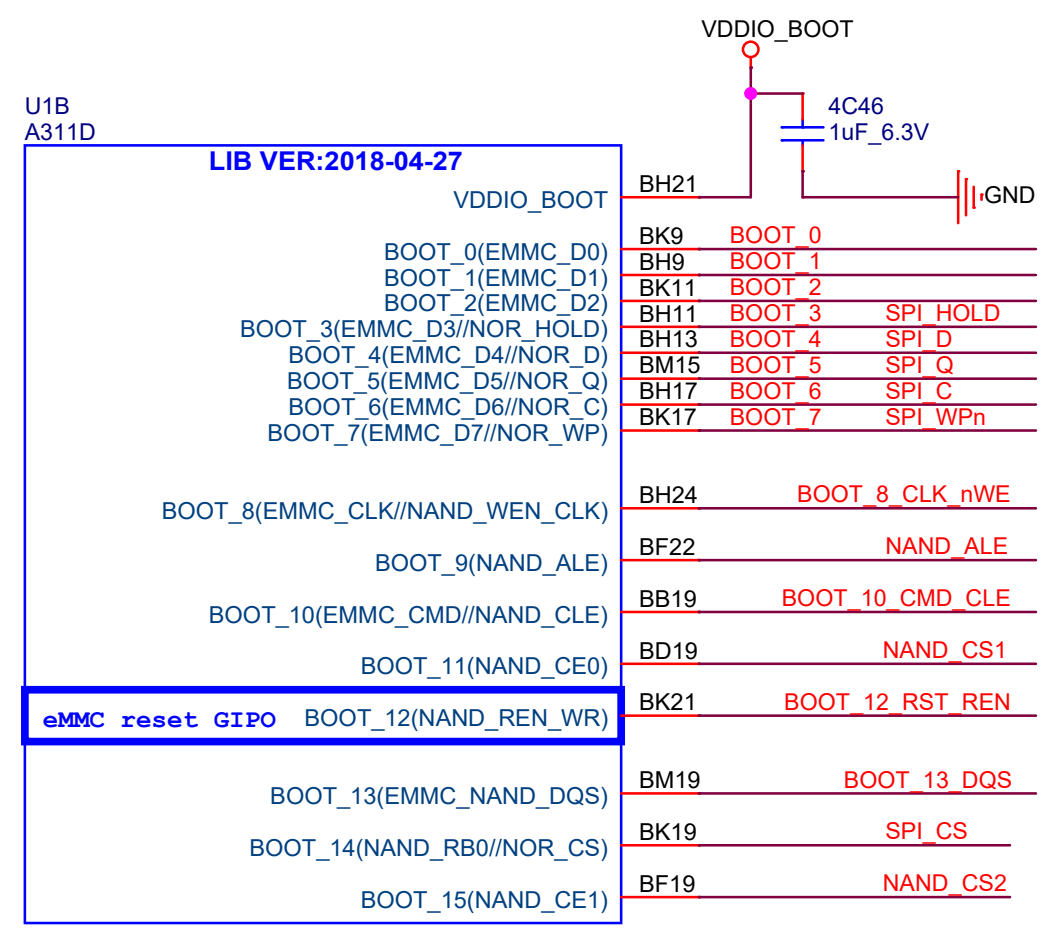 VDDIO_BOOT
U1B
A311D
4C46
1uF_6.3V
LIB VER:2018-04-27
VDDIO_BOOT BH21
GND
BOOT_0(EMMC_D0) BK9 BOOT_0
BOOT_1(EMMC_D1) BH9 BOOT_1
BOOT_2(EMMC_D2) BK11 BOOT_2
BOOT_3(EMMC_D3//NOR_HOLD) BH11 BOOT_3 SPI_HOLD
BOOT_4(EMMC_D4//NOR_D) BH13 BOOT_4 SPI_D
BOOT_5(EMMC_D5//NOR_Q) BM15 BOOT_5 SPI_Q
BOOT_6(EMMC_D6//NOR_C) BH17 BOOT_6 SPI_C
BOOT_7(EMMC_D7//NOR_WP) BK17 BOOT_7 SPI_WPn
BOOT_8(EMMC_CLK//NAND_WEN_CLK) BH24 BOOT_8_CLK_nWE
BOOT_9(NAND_ALE) BF22 NAND_ALE
BOOT_10(EMMC_CMD//NAND_CLE) BB19 BOOT_10_CMD_CLE
BOOT_11(NAND_CE0) BD19 NAND_CS1
eMMC reset GIPO BOOT_12(NAND_REN_WR) BK21 BOOT_12_RST_REN
BOOT_13(EMMC_NAND_DQS) BM19 BOOT_13_DQS
BOOT_14(NAND_RB0//NOR_CS) BK19 SPI_CS
BOOT_15(NAND_CE1) BF19 NAND_CS2